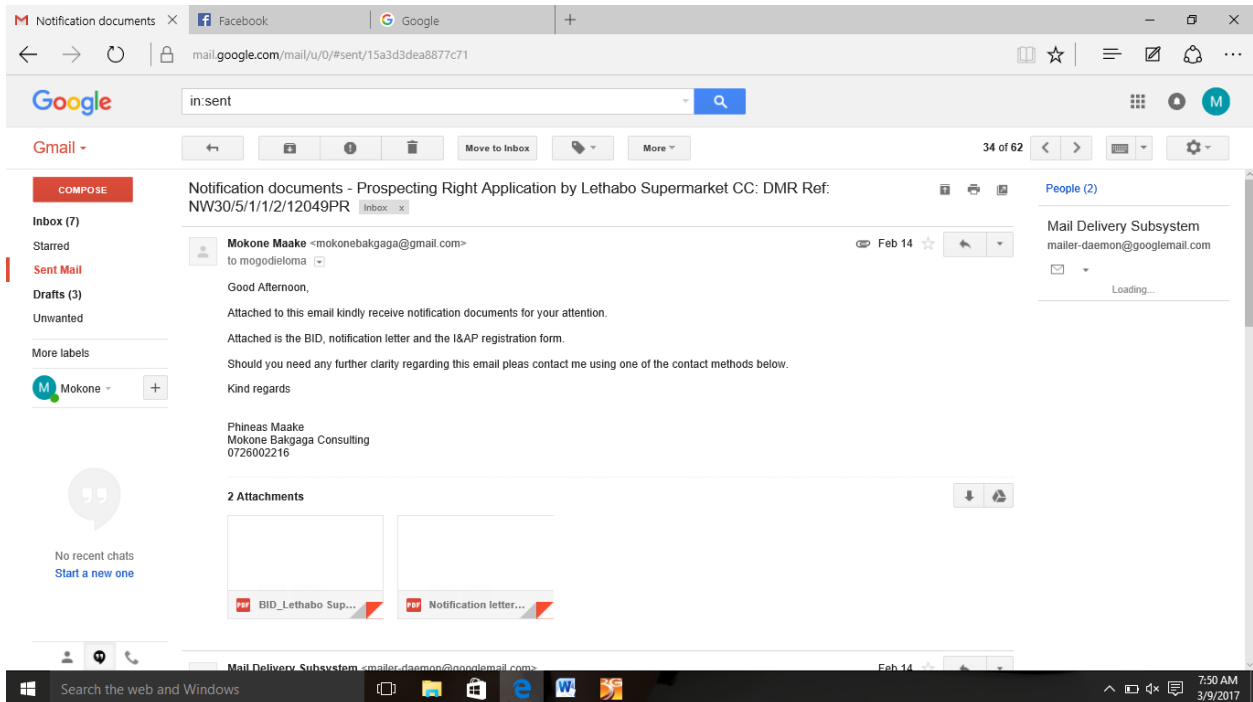 Notification documents
Facebook
Google
mail.google.com/mail/u/0/#sent/15a3d3dea8877c71
Google
in:sent
M
Gmail
Move to Inbox
More
34 of 62
COMPOSE
Inbox (7)
Starred
Sent Mail
Drafts (3)
Unwanted
More labels
M Mokone
No recent chats
Start a new one
Notification documents - Prospecting Right Application by Lethabo Supermarket CC: DMR Ref:
NW30/5/1/1/2/12049PR Inbox x
Mokone Maake <mokonebakgaga@gmail.com> Feb 14
to mogodieloma
Good Afternoon,
Attached to this email kindly receive notification documents for your attention.
Attached is the BID, notification letter and the I&AP registration form.
Should you need any further clarity regarding this email pleas contact me using one of the contact methods below.
Kind regards
Phineas Maake
Mokone Bakgaga Consulting
0726002216
2 Attachments
PDF BID_Lethabo Sup...
PDF Notification letter...
Mail Delivery Subsystem <mailer-daemon@googlemail.com> Feb 14
People (2)
Mail Delivery Subsystem
mailer-daemon@googlemail.com
Loading...
Search the web and Windows
W
3G
7:50 AM
3/9/2017